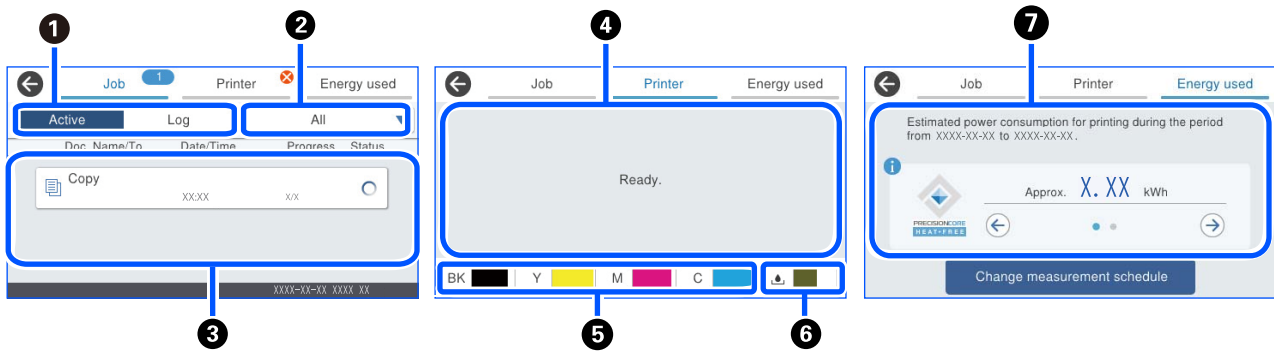 1
2
4
7
Job 1 Printer Energy used
Active Log All
Doc. Name/To Date/Time Progress Status
Copy
XX:XX X/X
XXXX-XX-XX XXXX XX
3
Job Printer Energy used
Ready.
BK Y M C
5
6
Job Printer Energy used
Estimated power consumption for printing during the period
from XXXX-XX-XX to XXXX-XX-XX.
i
Approx. X.XX kWh
PRECISIONCORE
HEAT-FREE
Change measurement schedule